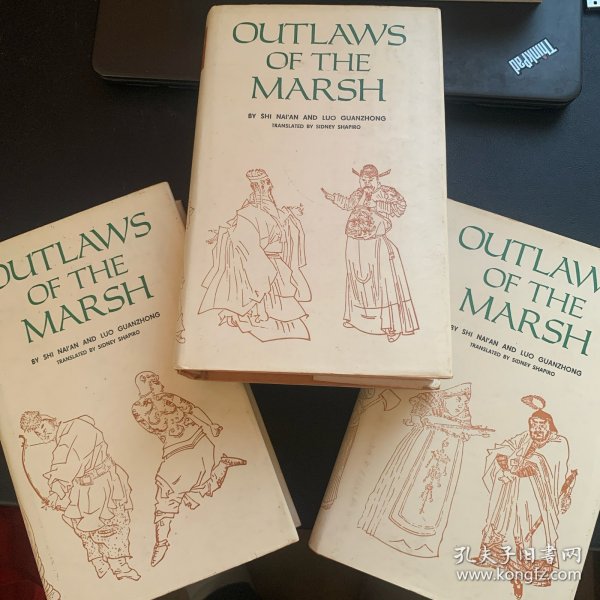 ThinkPad
OUTLAWS
OF THE
MARSH
BY SHI NAI'AN AND LUO GUANZHONG
TRANSLATED BY SIDNEY SHAPIRO
OUTLAWS
OF THE
MARSH
BY SHI NAI'AN AND LUO GUANZHONG
TRANSLATED BY SIDNEY SHAPIRO
OUTLAW
OF THE
MARSH
BY SHI NAI'AN AND LUO GUANZHONG
TRANSLATED BY SIDNEY SHAPIRO
孔夫子旧书网
www.kongfz.com